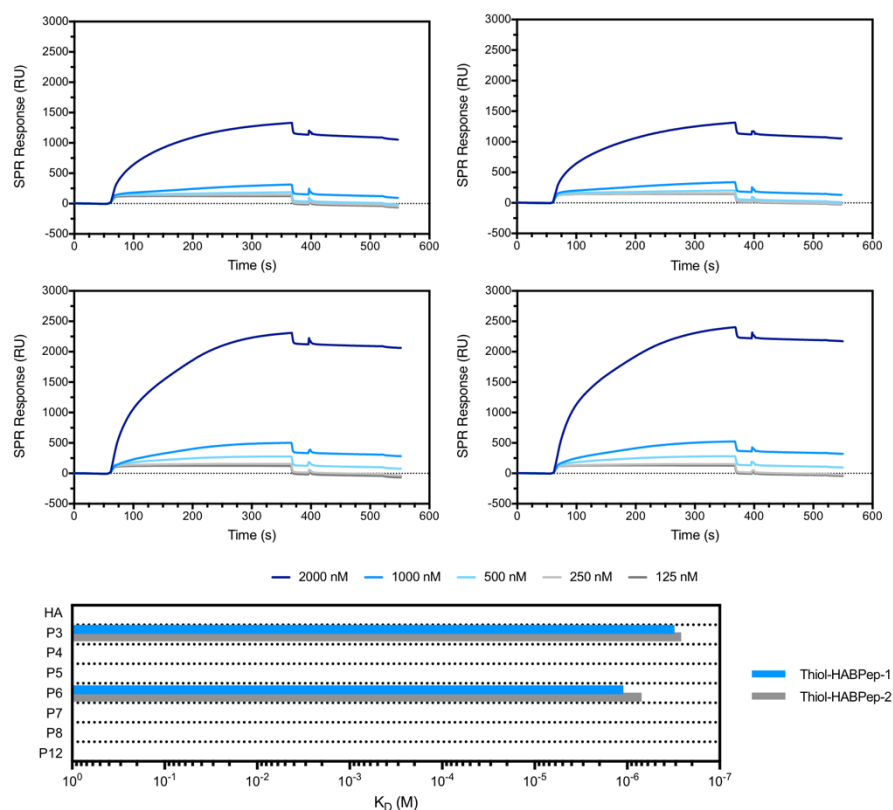 SPR Response (RU)
3000
2500
2000
1500
1000
500
0
-500
0 100 200 300 400 500 600
Time (s)
SPR Response (RU)
3000
2500
2000
1500
1000
500
0
-500
0 100 200 300 400 500 600
Time (s)
SPR Response (RU)
3000
2500
2000
1500
1000
500
0
-500
0 100 200 300 400 500 600
Time (s)
SPR Response (RU)
3000
2500
2000
1500
1000
500
0
-500
0 100 200 300 400 500 600
Time (s)
2000 nM 1000 nM 500 nM 250 nM 125 nM
HA
P3
P4
P5
P6
P7
P8
P12
10⁰ 10⁻¹ 10⁻² 10⁻³ 10⁻⁴ 10⁻⁵ 10⁻⁶ 10⁻⁷
K_D (M)
Thiol-HABPep-1
Thiol-HABPep-2